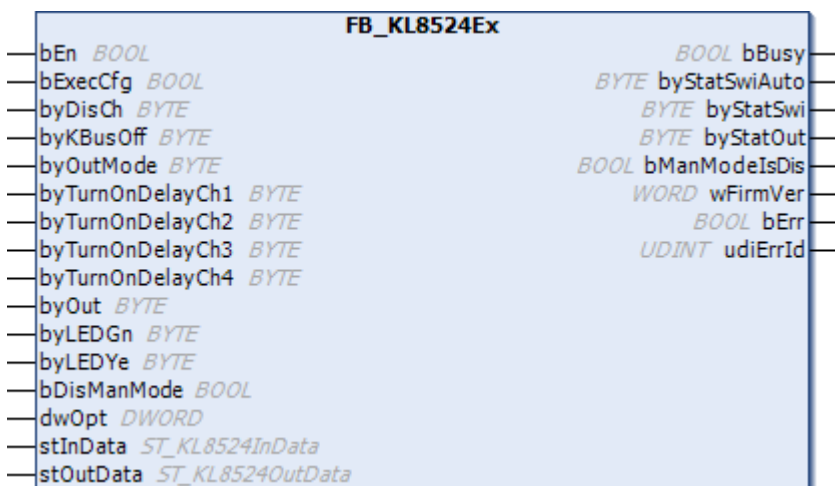 FB_KL8524Ex
bEn BOOL BOOL bBusy
bExecCfg BOOL BYTE byStatSwiAuto
byDisCh BYTE BYTE byStatSwi
byKBusOff BYTE BYTE byStatOut
byOutMode BYTE BOOL bManModeIsDis
byTurnOnDelayCh1 BYTE WORD wFirmVer
byTurnOnDelayCh2 BYTE BOOL bErr
byTurnOnDelayCh3 BYTE UDINT udiErrId
byTurnOnDelayCh4 BYTE
byOut BYTE
byLEDGn BYTE
byLEDYe BYTE
bDisManMode BOOL
dwOpt DWORD
stInData ST_KL8524InData
stOutData ST_KL8524OutData